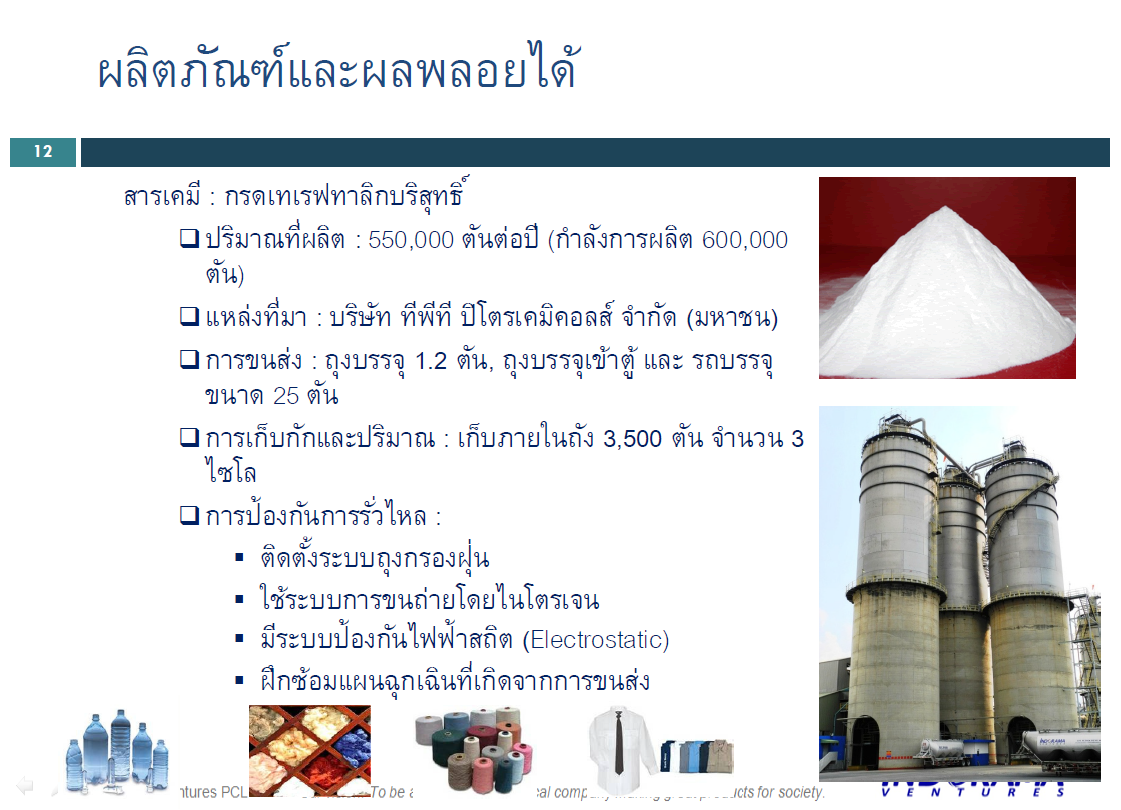 ผลิตภัณฑ์และผลพลอยได้
12
สารเคมี : กรดเทเรฟทาลิกบริสุทธิ์
ปริมาณที่ผลิต : 550,000 ตันต่อปี (กำลังการผลิต 600,000
ตัน)
แหล่งที่มา : บริษัท ทีพีที ปิโตรเคมิคอลส์ จำกัด (มหาชน)
การขนส่ง : ถุงบรรจุ 1.2 ตัน, ถุงบรรจุเข้าตู้ และ รถบรรจุ
ขนาด 25 ตัน
การเก็บกักและปริมาณ : เก็บภายในถัง 3,500 ตัน จำนวน 3
ไซโล
การป้องกันการรั่วไหล :
ติดตั้งระบบถุงกรองฝุ่น
ใช้ระบบการขนถ่ายโดยไนโตรเจน
มีระบบป้องกันไฟฟ้าสถิต (Electrostatic)
ฝึกซ้อมแผนฉุกเฉินที่เกิดจากการขนส่ง
PCL To be a making great products for society.
VENTURES